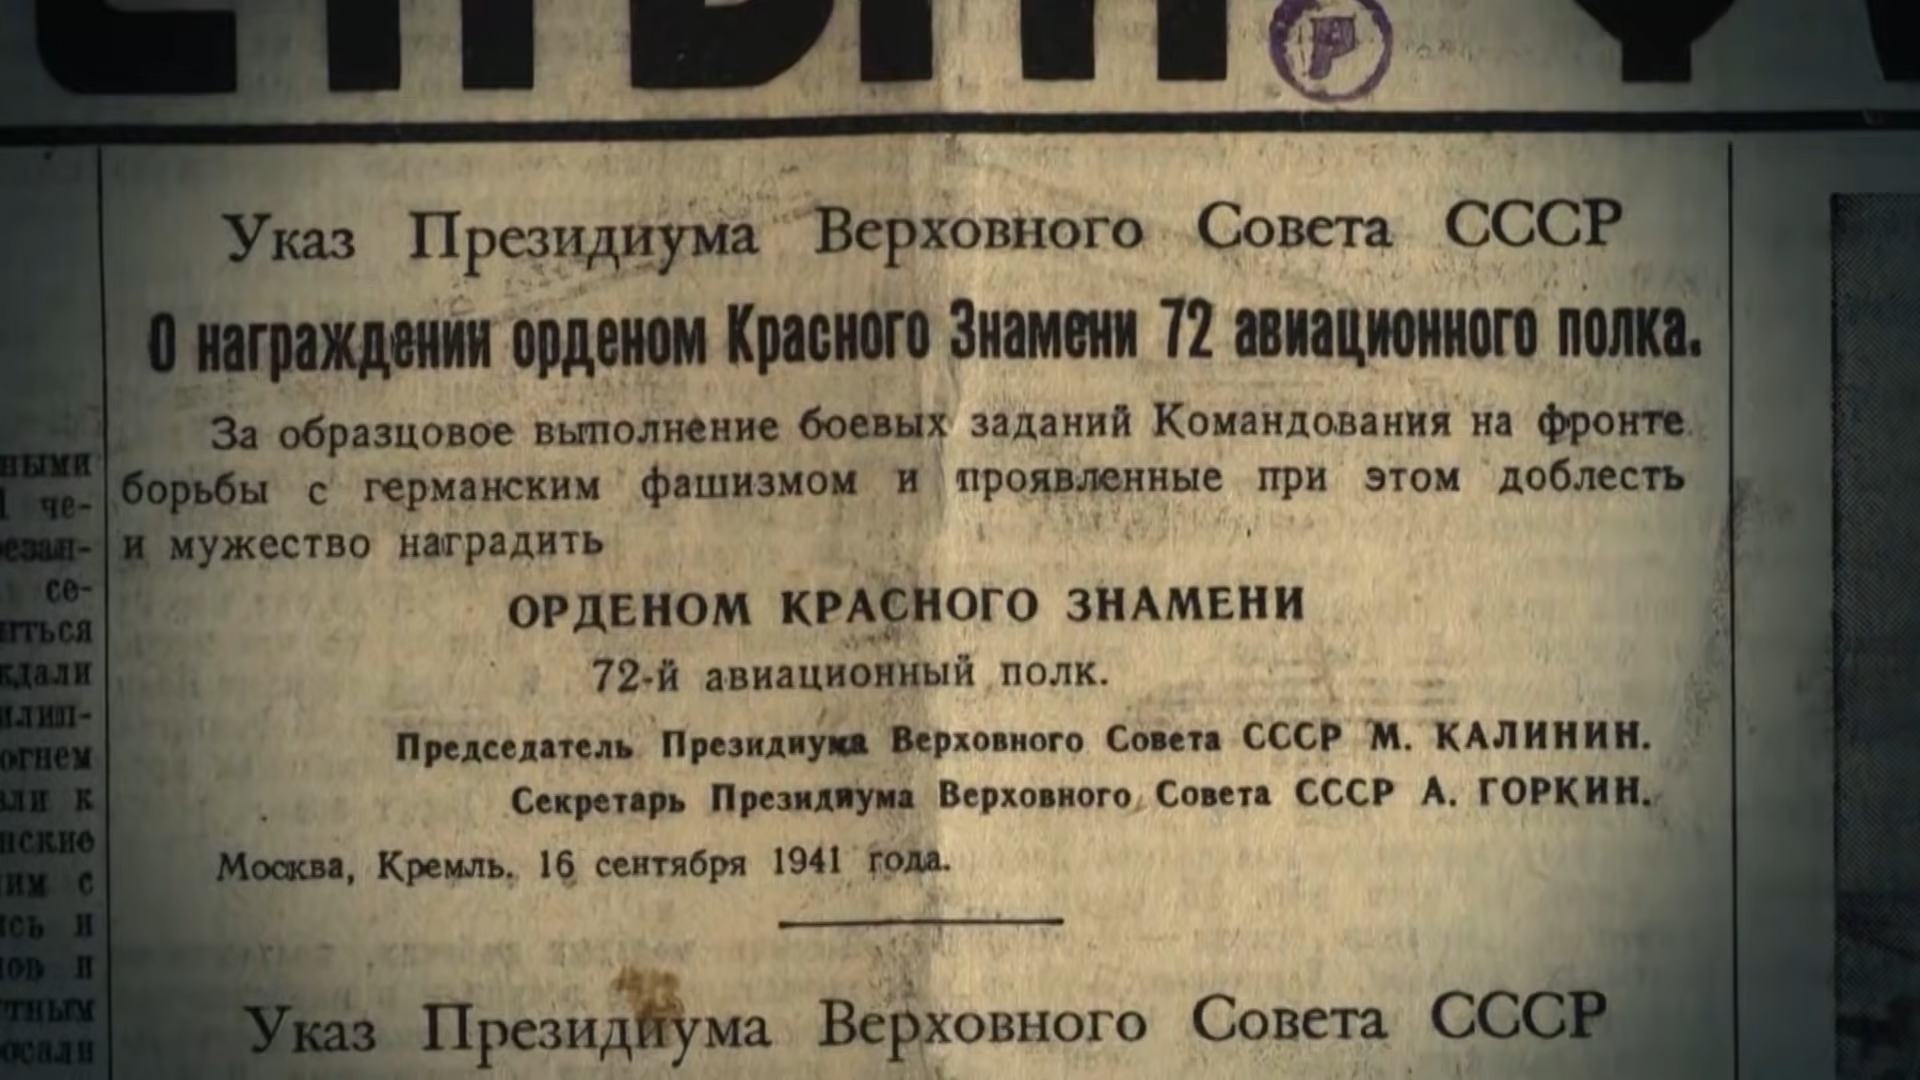 Р
Указ Президиума Верховного Совета СССР
О награждении орденом Красного Знамени 72 авиационного полка.
За образцовое выполнение боевых заданий Командования на фронте
борьбы с германским фашизмом и проявленные при этом доблесть
и мужество наградить
ОРДЕНОМ КРАСНОГО ЗНАМЕНИ
72-й авиационный полк.
Председатель Президиума Верховного Совета СССР М. КАЛИНИН.
Секретарь Президиума Верховного Совета СССР А. ГОРКИН.
Москва, Кремль. 16 сентября 1941 года.
Указ Президиума Верховного Совета СССР